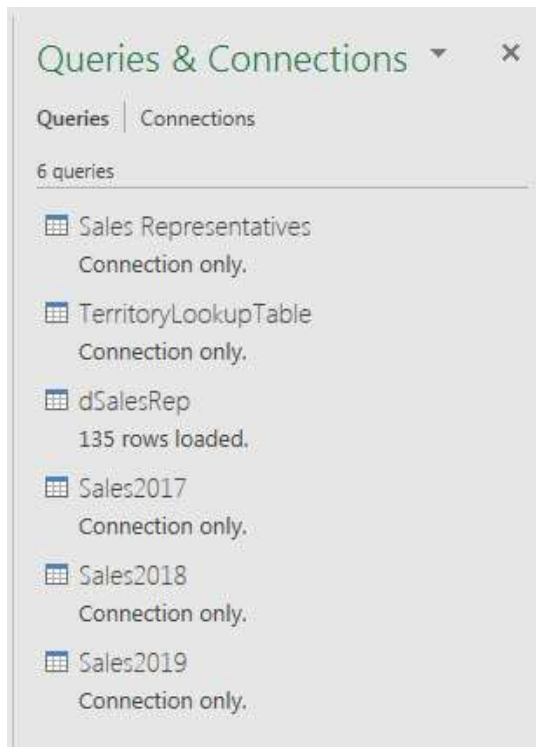 Queries & Connections
Queries | Connections
6 queries
Sales Representatives
Connection only.
TerritoryLookupTable
Connection only.
dSalesRep
135 rows loaded.
Sales2017
Connection only.
Sales2018
Connection only.
Sales2019
Connection only.